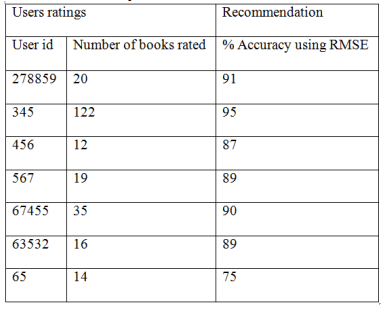 Users ratings Recommendation
User id Number of books rated % Accuracy using RMSE
278859 20 91
345 122 95
456 12 87
567 19 89
67455 35 90
63532 16 89
65 14 75